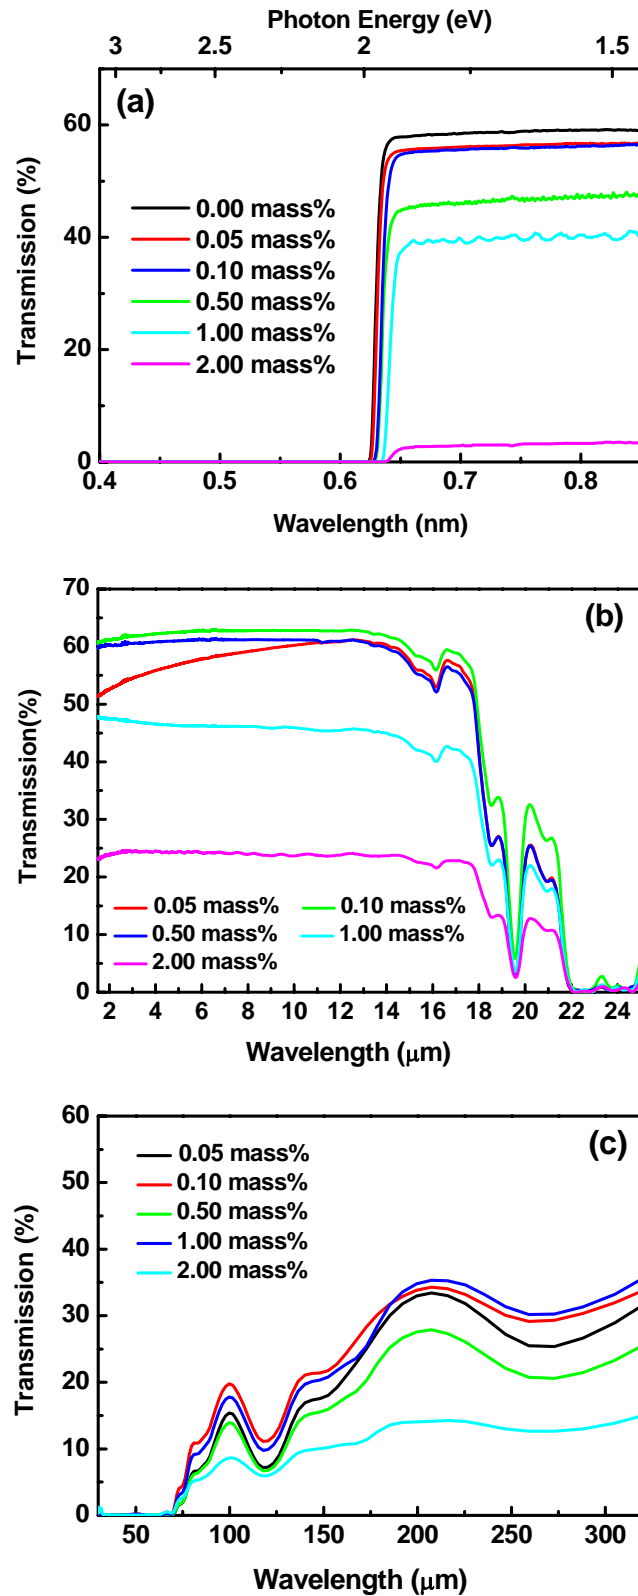 Photon Energy (eV)
3 2.5 2 1.5
(a)
60
40
20
0
Transmission (%)
0.00 mass%
0.05 mass%
0.10 mass%
0.50 mass%
1.00 mass%
2.00 mass%
0.4 0.5 0.6 0.7 0.8
Wavelength (nm)
(b)
70
60
50
40
30
20
10
0
Transmission(%)
0.05 mass% 0.10 mass%
0.50 mass% 1.00 mass%
2.00 mass%
2 4 6 8 10 12 14 16 18 20 22 24
Wavelength (μm)
(c)
60
50
40
30
20
10
0
Transmission (%)
0.05 mass%
0.10 mass%
0.50 mass%
1.00 mass%
2.00 mass%
50 100 150 200 250 300
Wavelength (μm)